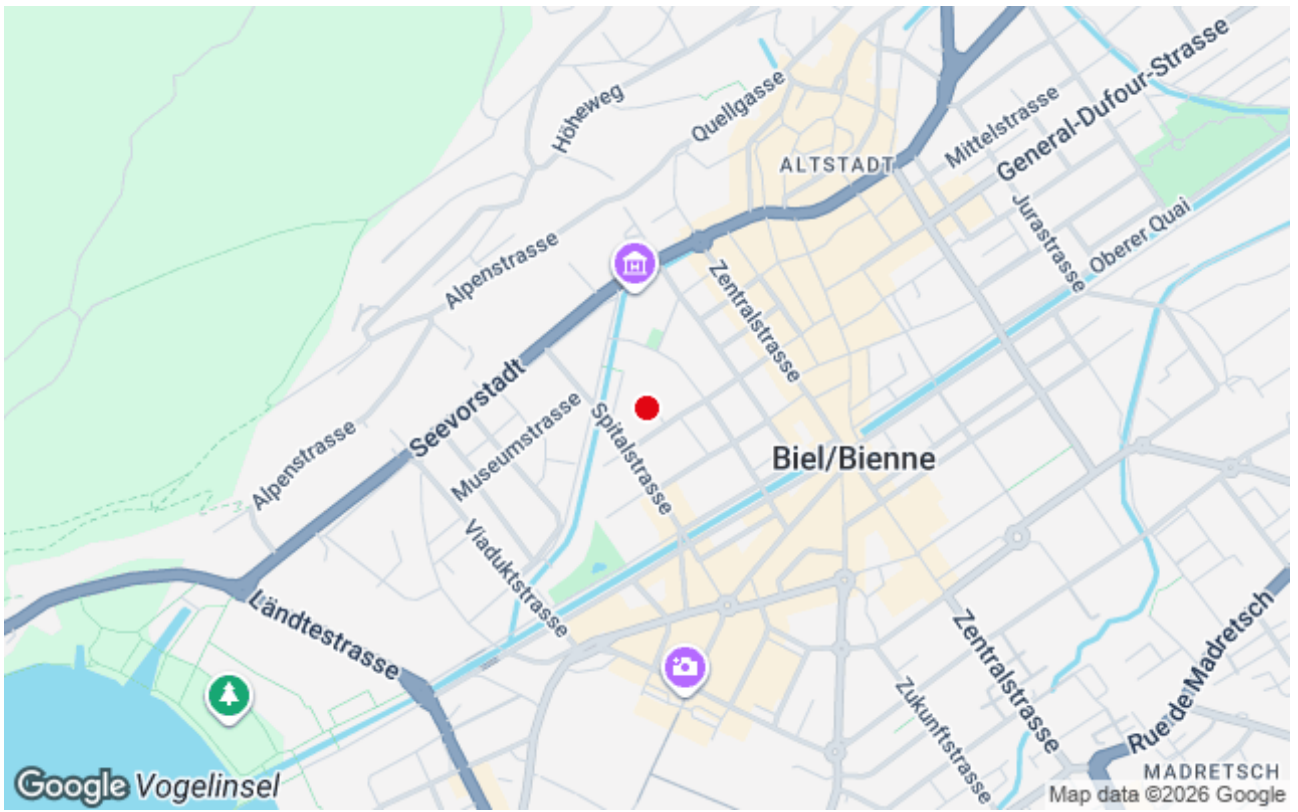 Höheweg
Quellgasse
ALTSTADT
Mittelstrasse
General-Dufour-Strasse
Jurastrasse
Oberer Quai
Alpenstrasse
Zentralstrasse
Seevorstadt
Museumstrasse
Spitalstrasse
Alpenstrasse
Biel/Bienne
Viaduktstrasse
Ländtestrasse
Zentralstrasse
Rue de Madretsch
Zukunftstrasse
MADRETSCH
Google
Vogelinsel
Map data ©2026 Google